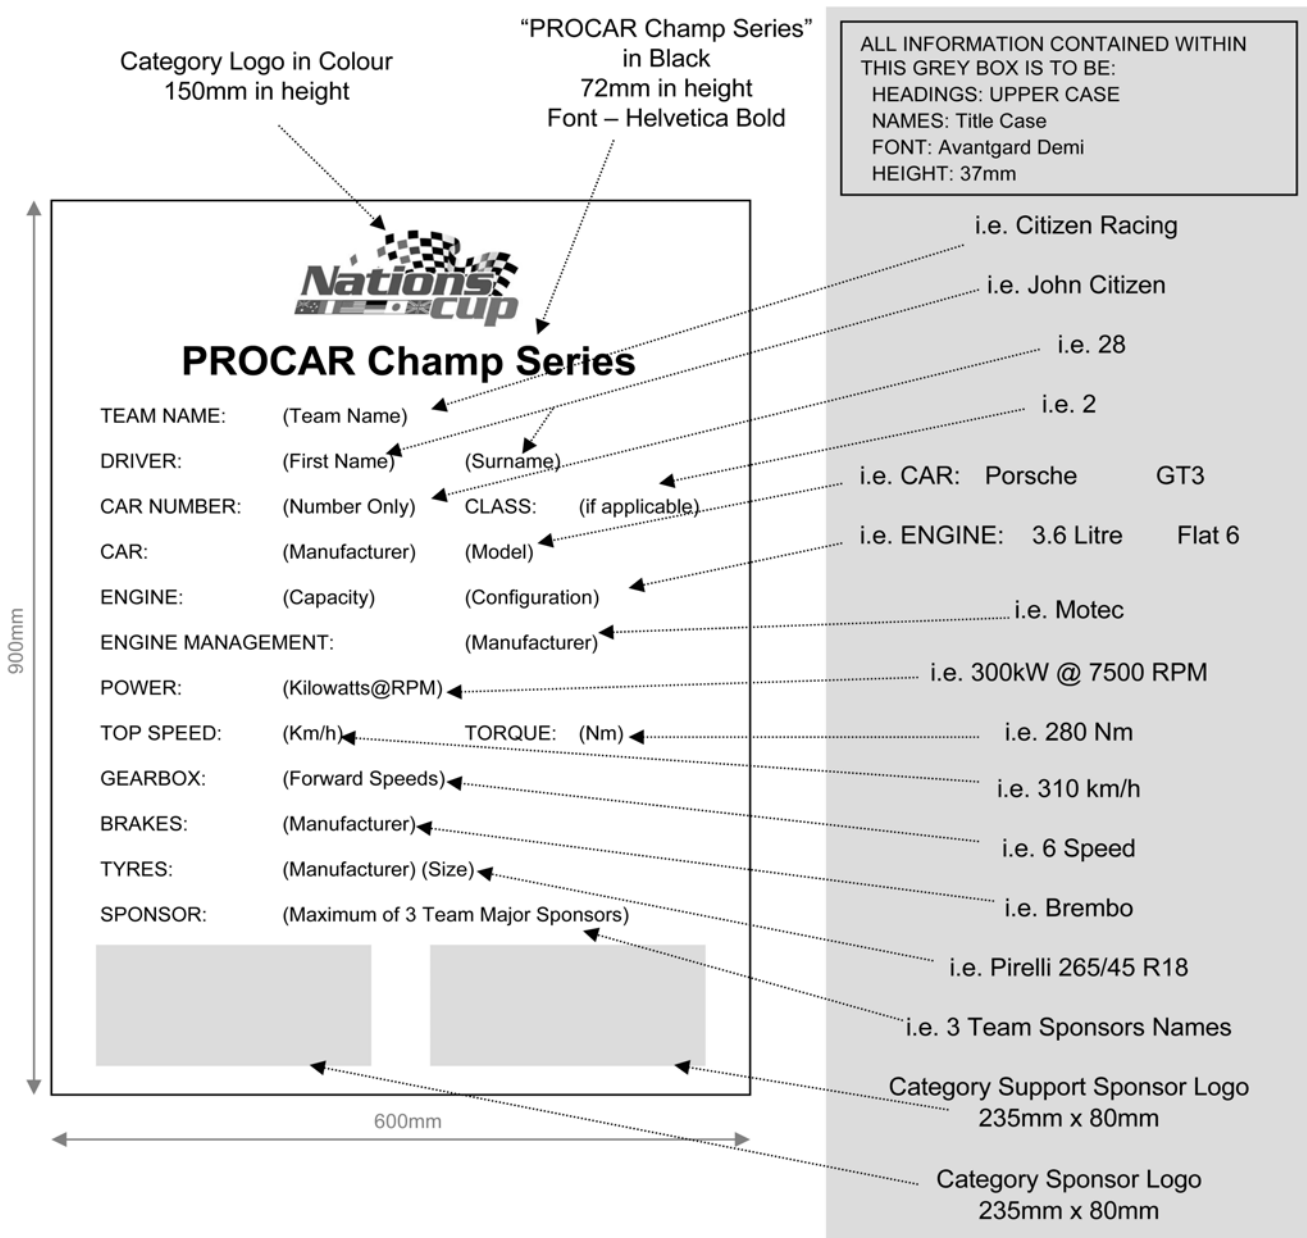 Category Logo in Colour
150mm in height
“PROCAR Champ Series”
in Black
72mm in height
Font – Helvetica Bold
ALL INFORMATION CONTAINED WITHIN
THIS GREY BOX IS TO BE:
HEADINGS: UPPER CASE
NAMES: Title Case
FONT: Avantgard Demi
HEIGHT: 37mm
Nations
cup
PROCAR Champ Series
TEAM NAME: (Team Name)
DRIVER: (First Name) (Surname)
CAR NUMBER: (Number Only) CLASS: (if applicable)
CAR: (Manufacturer) (Model)
ENGINE: (Capacity) (Configuration)
ENGINE MANAGEMENT: (Manufacturer)
POWER: (Kilowatts@RPM)
TOP SPEED: (Km/h) TORQUE: (Nm)
GEARBOX: (Forward Speeds)
BRAKES: (Manufacturer)
TYRES: (Manufacturer) (Size)
SPONSOR: (Maximum of 3 Team Major Sponsors)
900mm
600mm
i.e. Citizen Racing
i.e. John Citizen
i.e. 28
i.e. 2
i.e. CAR: Porsche GT3
i.e. ENGINE: 3.6 Litre Flat 6
i.e. Motec
i.e. 300kW @ 7500 RPM
i.e. 280 Nm
i.e. 310 km/h
i.e. 6 Speed
i.e. Brembo
i.e. Pirelli 265/45 R18
i.e. 3 Team Sponsors Names
Category Support Sponsor Logo
235mm x 80mm
Category Sponsor Logo
235mm x 80mm